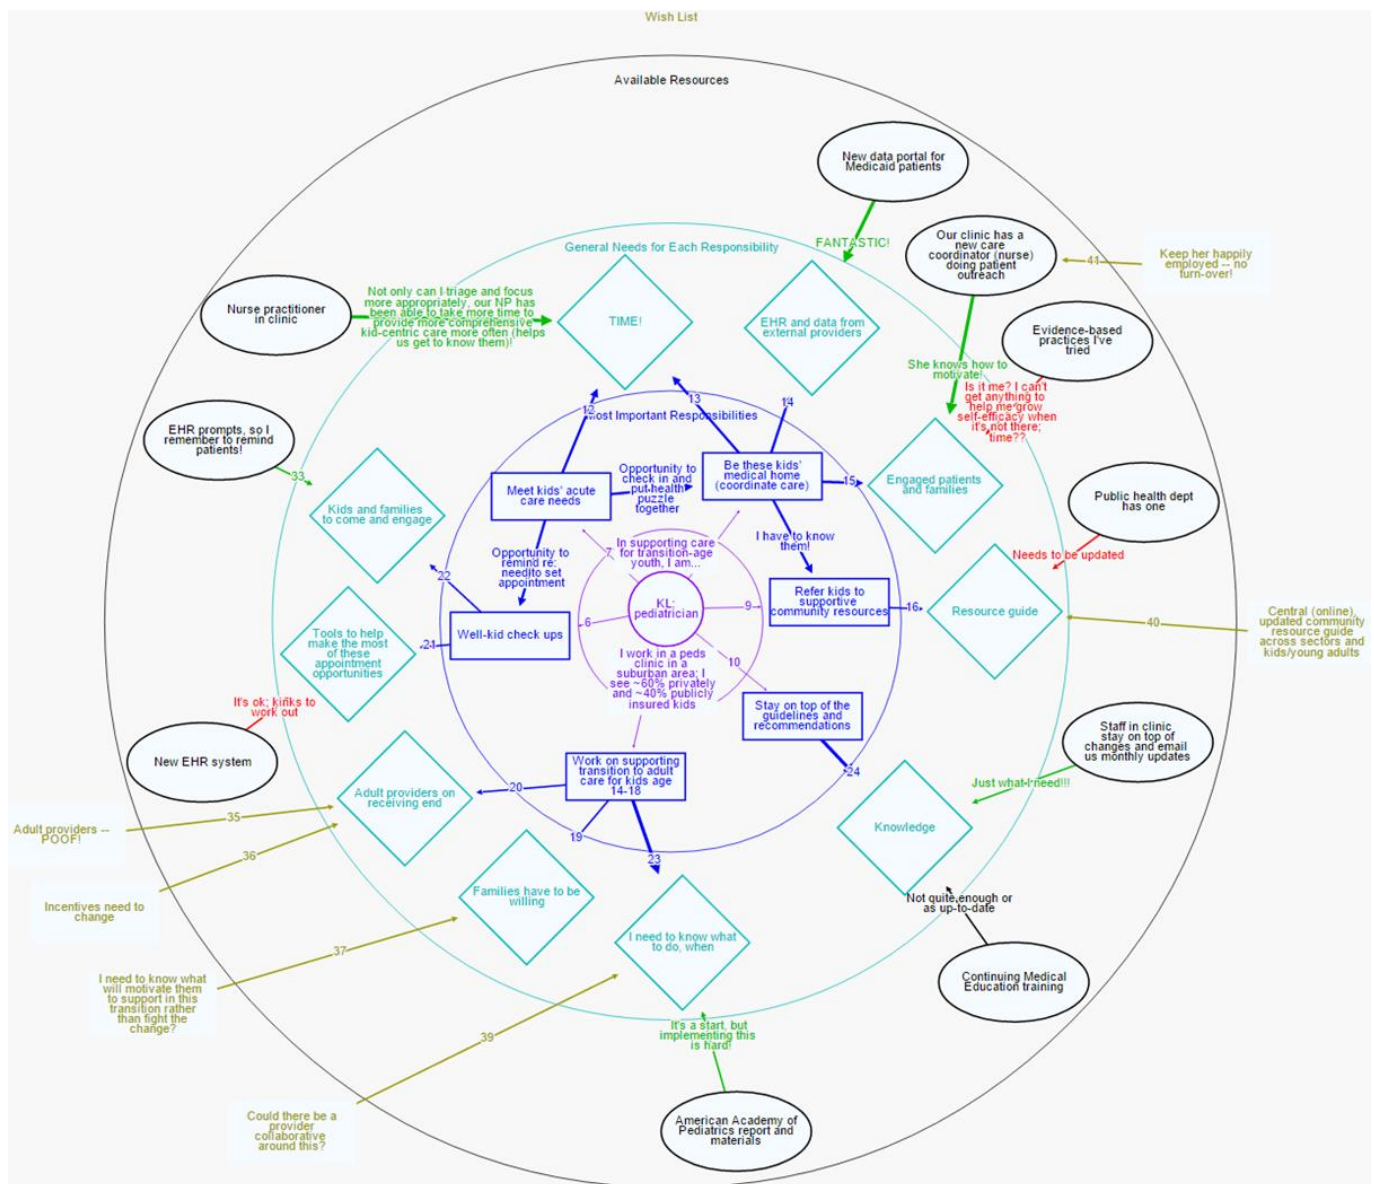 Wish List
Available Resources
New data portal for
Medicaid patients
FANTASTIC!
Our clinic has a
new care
coordinator (nurse)
doing patient
outreach
41
Keep her happily
employed -- no
turn-over!
General Needs for Each Responsibility
Nurse practitioner
in clinic
Not only can I triage and focus
more appropriately, our NP has
been able to take more time to
provide more comprehensive
kid-centric care more often (helps
us get to know them)!
TIME!
EHR and data from
external providers
Evidence-based
practices I've
tried
She knows how to
motivate!
Is it me? I can't
get anything to
help me grow
self-efficacy when
it's not there;
time??
EHR prompts, so I
remember to remind
patients!
33
12
13
14
Most Important Responsibilities
Kids and families
to come and engage
Meet kids' acute
care needs
Opportunity to
check in and
put health
puzzle
together
Be these kids'
medical home
(coordinate care)
15
Engaged patients
and families
Public health dept
has one
Needs to be updated
I have to know
them!
7
In supporting care
for transition-age
youth, I am...
Opportunity to
remind re:
need to set
appointment
22
KL:
pediatrician
6
9
Refer kids to
supportive
community resources
16
Resource guide
40
Central (online),
updated community
resource guide
across sectors and
kids/young adults
Well-kid check ups
21
Tools to help
make the most
of these
appointment
opportunities
10
I work in a peds
clinic in a
suburban area; I
see ~60% privately
and ~40% publicly
insured kids
It's ok; kinks to
work out
New EHR system
Stay on top of the
guidelines and
recommendations
24
Staff in clinic
stay on top of
changes and email
us monthly updates
Just what I need!!!
Work on supporting
transition to adult
care for kids age
14-18
20
19
23
Adult providers on
receiving end
35
Adult providers --
POOF!
36
Incentives need to
change
Knowledge
Not quite enough or
as up-to-date
Continuing Medical
Education training
Families have to be
willing
I need to know what
to do, when
37
I need to know what
will motivate them
to support in this
transition rather
than fight the
change?
39
Could there be a
provider
collaborative
around this?
It's a start, but
implementing this
is hard!
American Academy of
Pediatrics report and
materials